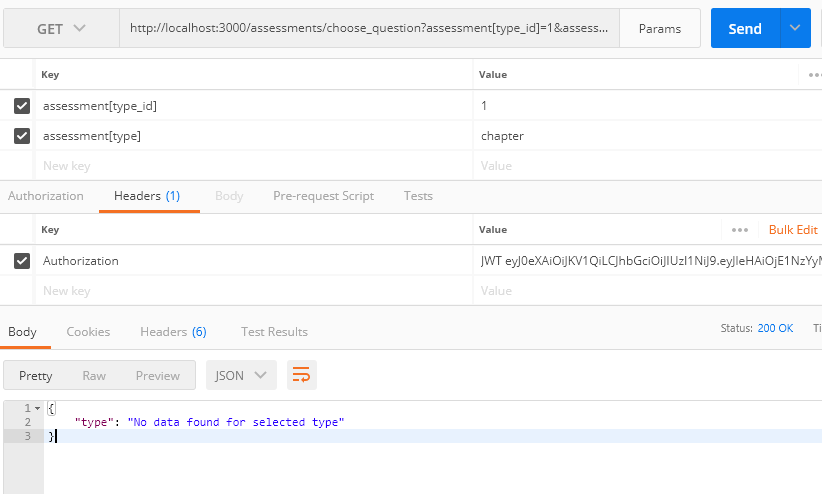 GET http://localhost:3000/assessments/choose_question?assessment[type_id]=1&assess... Params Send
Key Value
assessment[type_id] 1
assessment[type] chapter
New key Value
Authorization Headers (1) Body Pre-request Script Tests
Key Value Bulk Edit
Authorization JWT
New key Value
Body Cookies Headers (6) Test Results Status: 200 OK Ti
Pretty Raw Preview JSON
1 {
2 "type": "No data found for selected type"
3 }